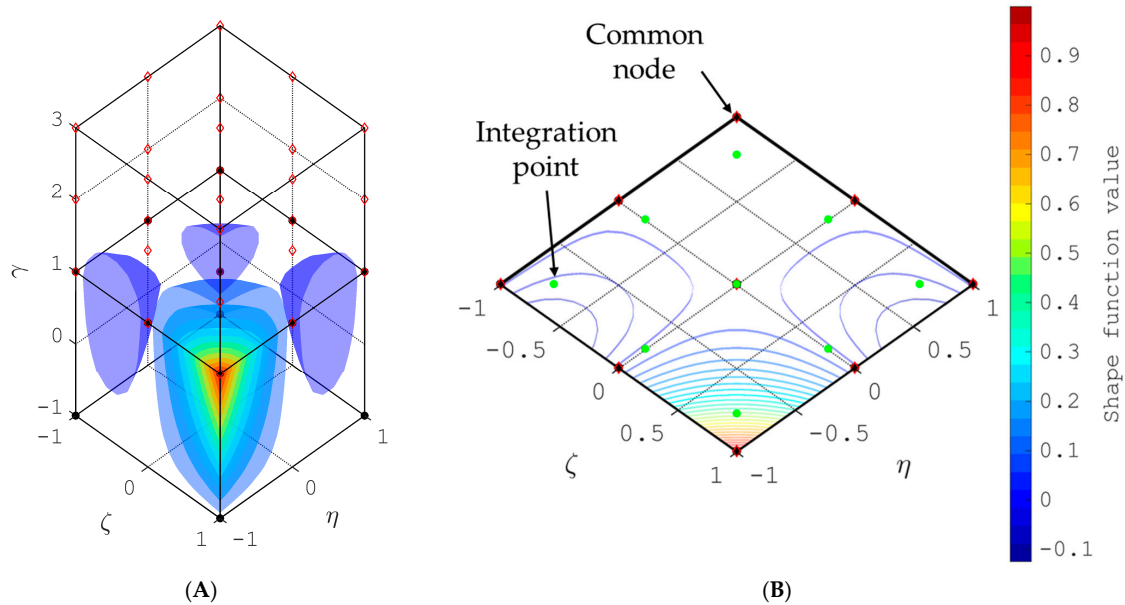 3
2
1
0
-1
γ
-1
0
1
ζ
-1
0
1
η
(A)
Common
node
Integration
point
-1
-0.5
0
0.5
1
ζ
-1
-0.5
0
0.5
1
η
(B)
0.9
0.8
0.7
0.6
0.5
0.4
0.3
0.2
0.1
0
-0.1
Shape function value